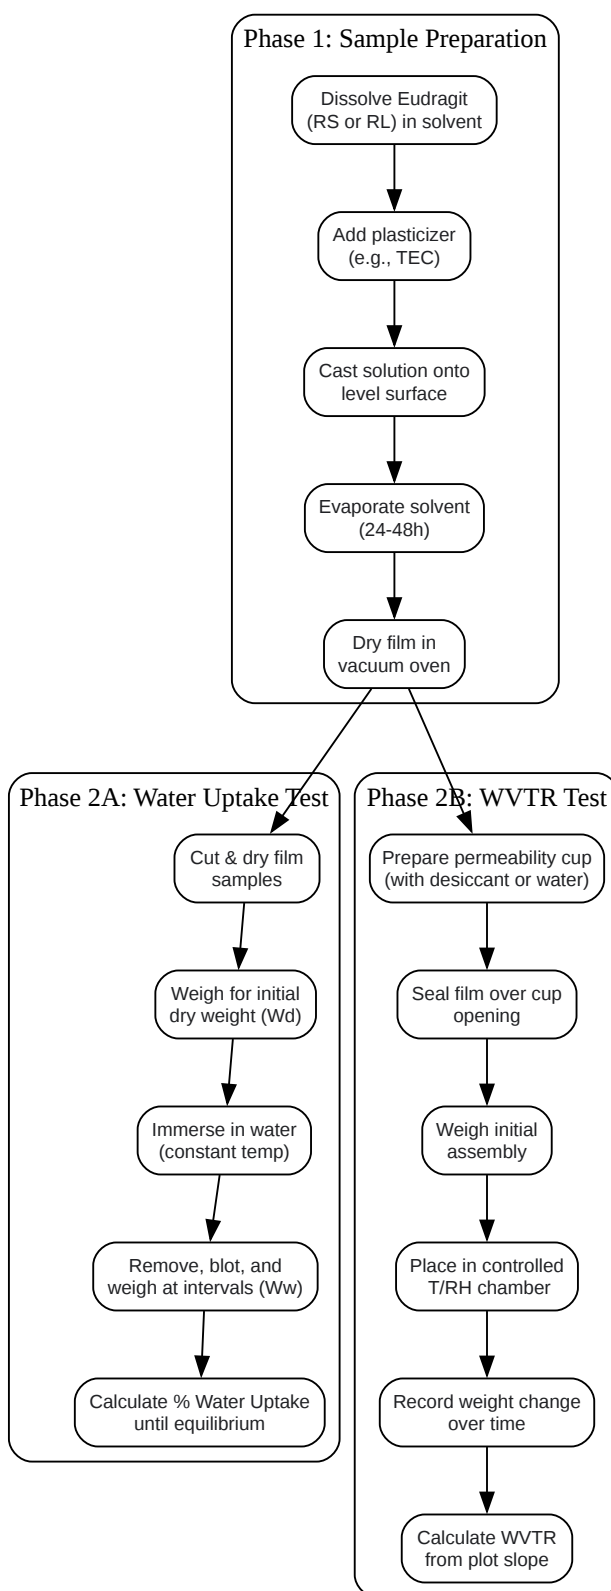 Phase 1: Sample Preparation
Dissolve Eudragit
(RS or RL) in solvent
Add plasticizer
(e.g., TEC)
Cast solution onto
level surface
Evaporate solvent
(24-48h)
Dry film in
vacuum oven
Phase 2A: Water Uptake Test
Cut & dry film
samples
Weigh for initial
dry weight (Wd)
Immerse in water
(constant temp)
Remove, blot, and
weigh at intervals (Ww)
Calculate % Water Uptake
until equilibrium
Phase 2B: WVTR Test
Prepare permeability cup
(with desiccant or water)
Seal film over cup
opening
Weigh initial
assembly
Place in controlled
T/RH chamber
Record weight change
over time
Calculate WVTR
from plot slope